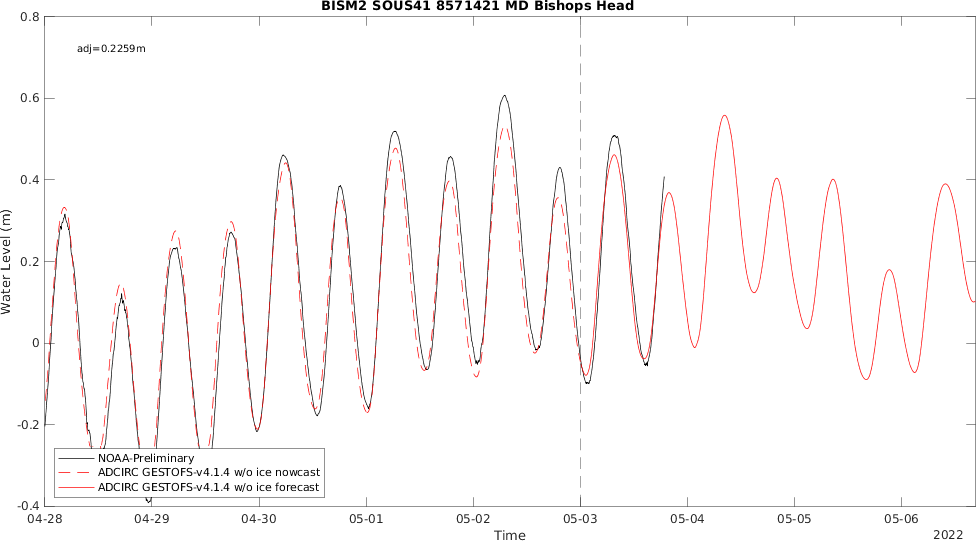 BISM2 SOUS41 8571421 MD Bishops Head
adj=0.2259m
0.8
0.6
0.4
0.2
0
-0.2
-0.4
Water Level (m)
NOAA-Preliminary
ADCIRC GESTOFS-v4.1.4 w/o ice nowcast
ADCIRC GESTOFS-v4.1.4 w/o ice forecast
04-28 04-29 04-30 05-01 05-02 05-03 05-04 05-05 05-06
Time
2022